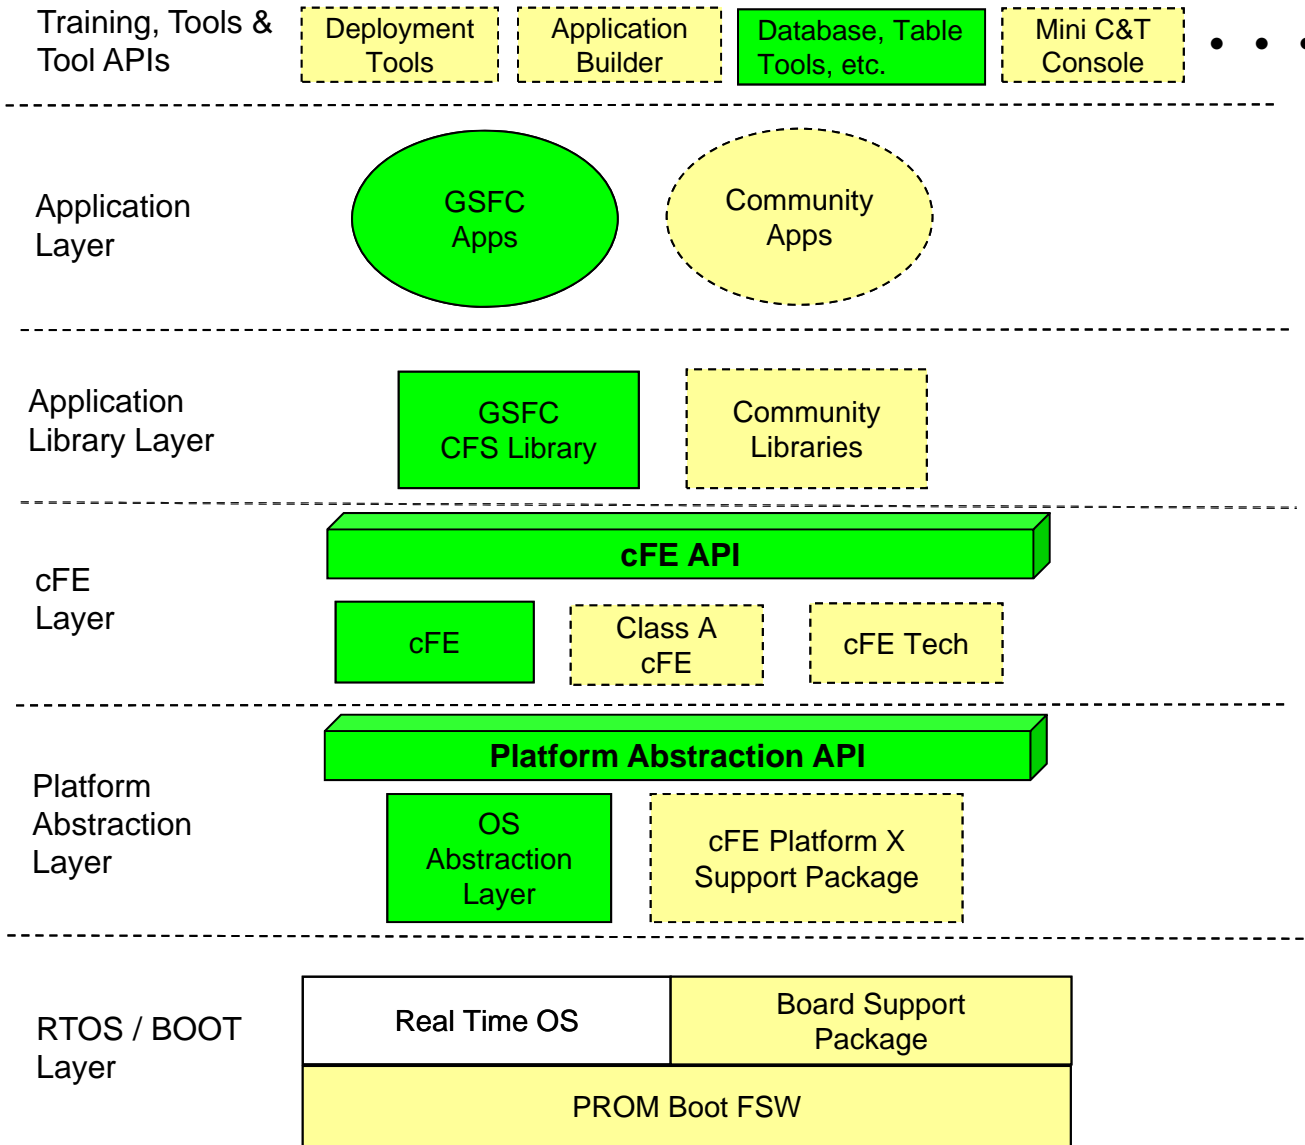 Training, Tools &
Tool APIs
Deployment
Tools
Application
Builder
Database, Table
Tools, etc.
Mini C&T
Console
• • •
Application
Layer
GSFC
Apps
Community
Apps
Application
Library Layer
GSFC
CFS Library
Community
Libraries
cFE
Layer
cFE API
cFE
Class A
cFE
cFE Tech
Platform
Abstraction
Layer
Platform Abstraction API
OS
Abstraction
Layer
cFE Platform X
Support Package
RTOS / BOOT
Layer
Real Time OS
Board Support
Package
PROM Boot FSW